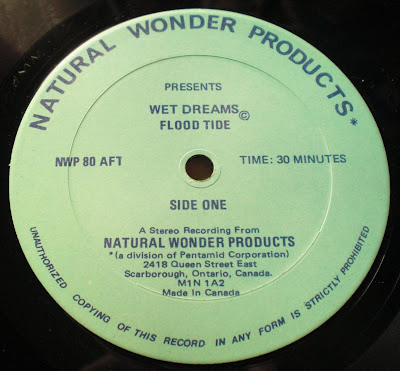 NATURAL WONDER PRODUCTS*
PRESENTS
WET DREAMS©
FLOOD TIDE
NWP 80 AFT
TIME: 30 MINUTES
SIDE ONE
A Stereo Recording From
NATURAL WONDER PRODUCTS
*(a division of Pentamid Corporation)
2418 Queen Street East
Scarborough, Ontario, Canada.
M1N 1A2
Made In Canada
UNAUTHORIZED COPYING OF THIS RECORD IN ANY FORM IS STRICTLY PROHIBITED